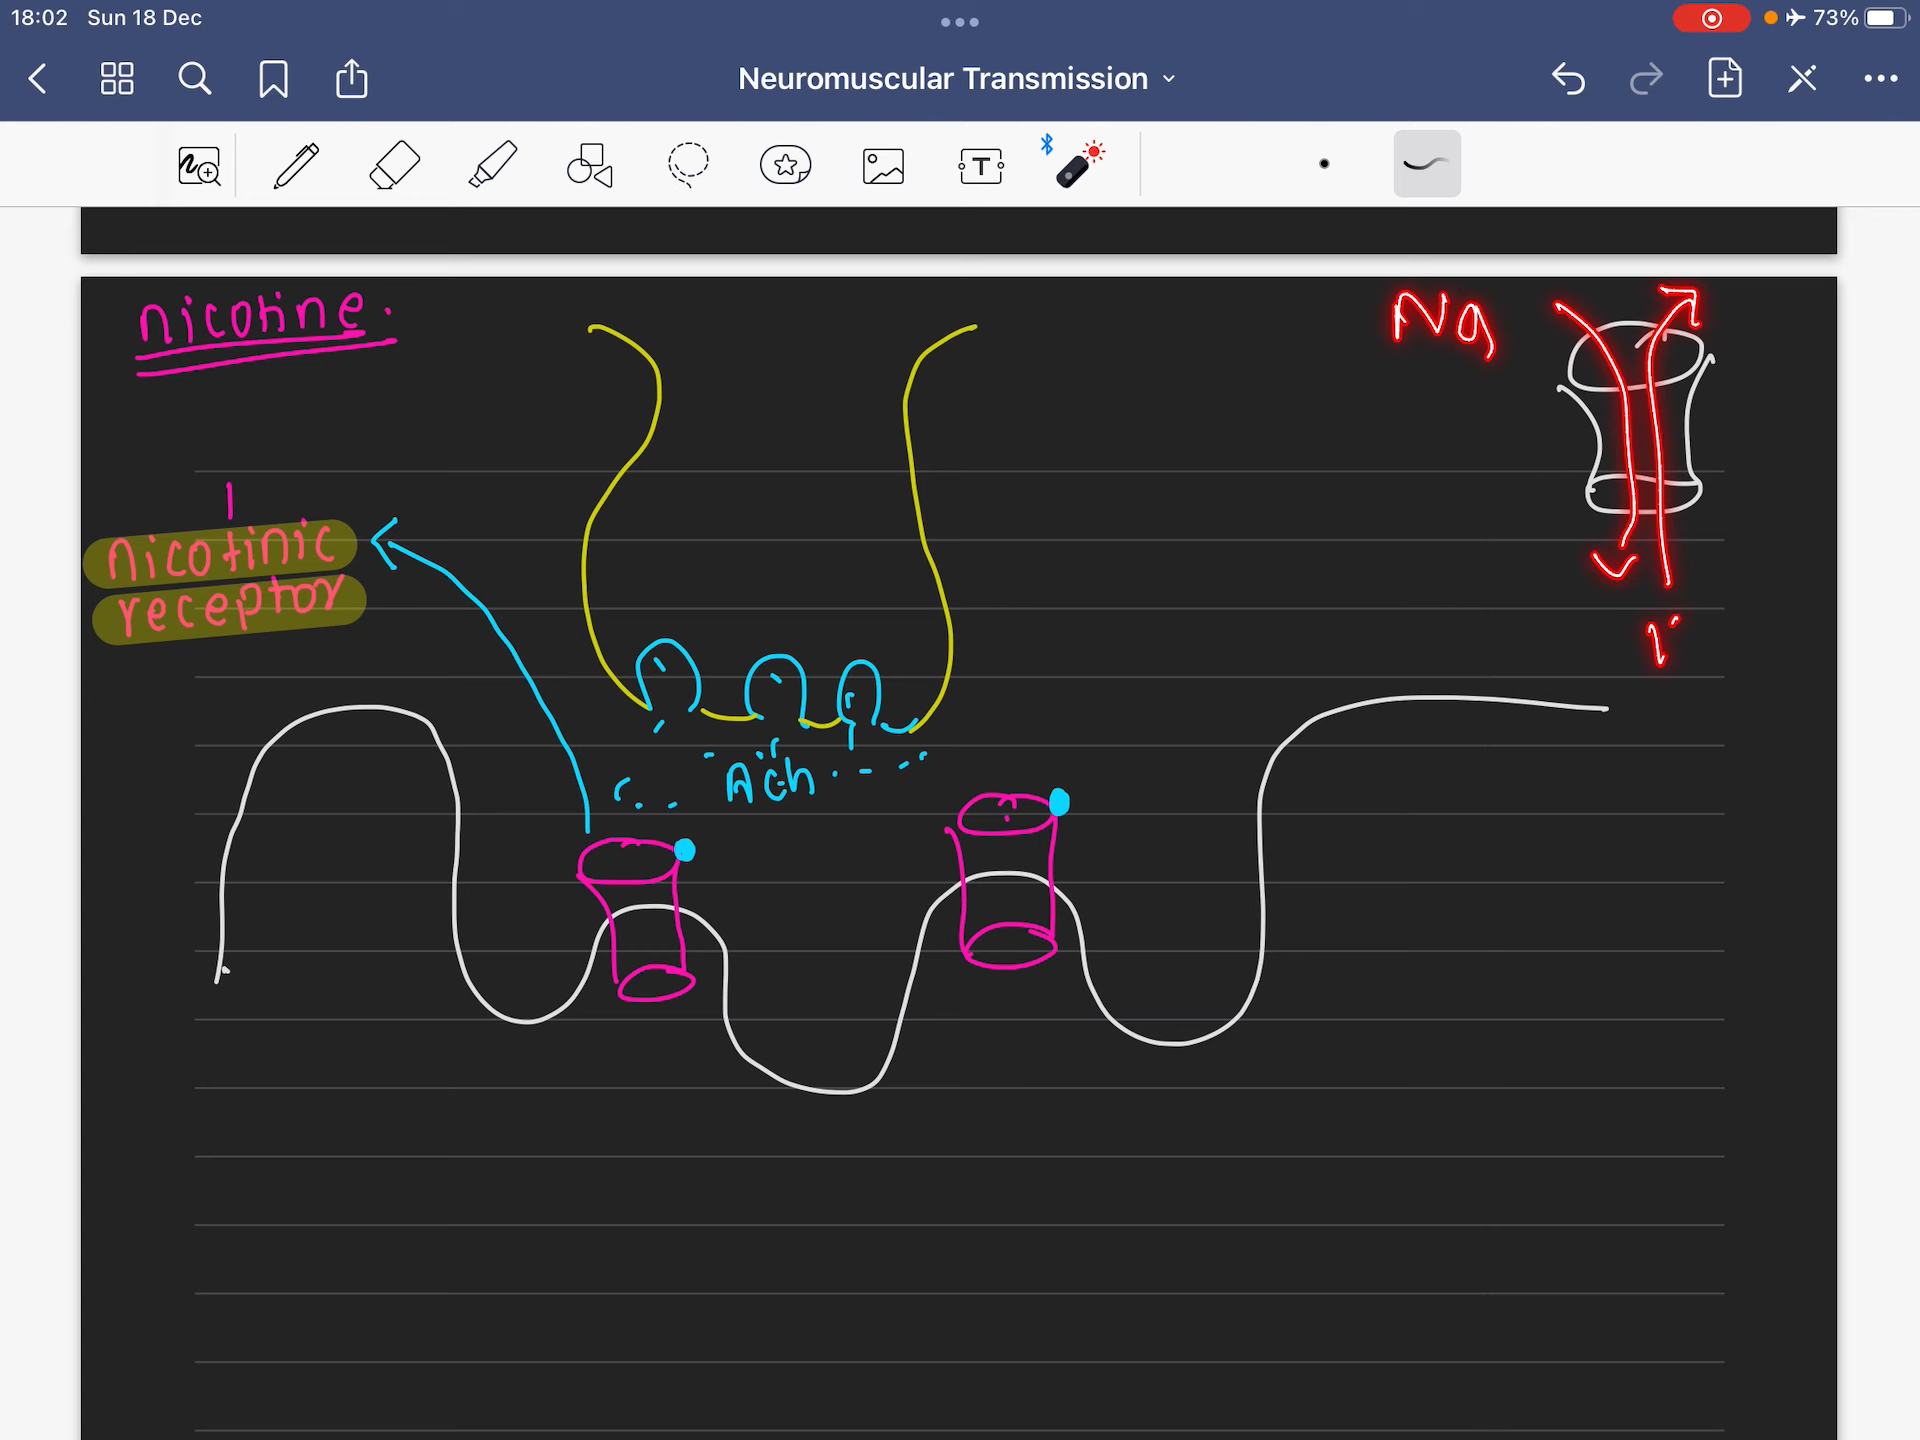 18:02 Sun 18 Dec
73%
Neuromuscular Transmission
T
nicotine.
Na
nicotinic
receptor
Ach